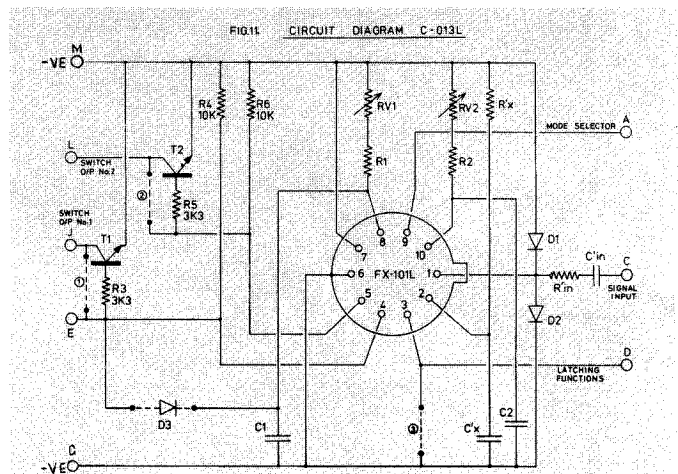 FIG.11. CIRCUIT DIAGRAM C-013L
M
-VE
R4
10K
R6
10K
RV1
RV2
R'x
A
MODE SELECTOR
L
SWITCH
O/P No.2
T2
②
R5
3K3
R1
R2
J
SWITCH
O/P No.1
T1
①
R3
3K3
E
8
9
7
10
6
FX-101L
1
5
4
3
2
D1
D2
R'in
C'in
C
SIGNAL
INPUT
D
LATCHING
FUNCTIONS
D3
C1
③
C'x
C2
G
-VE